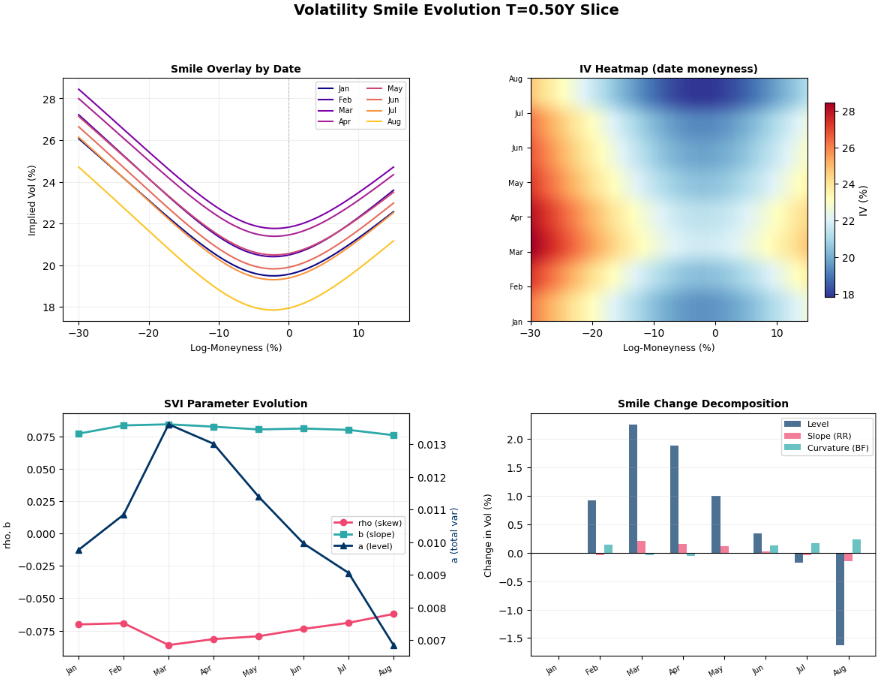 Volatility Smile Evolution T=0.50Y Slice
Smile Overlay by Date
Implied Vol (%)
28
26
24
22
20
18
Jan
Feb
Mar
Apr
May
Jun
Jul
Aug
−30
−20
−10
0
10
Log-Moneyness (%)
IV Heatmap (date moneyness)
Aug
Jul
Jun
May
Apr
Mar
Feb
Jan
−30
−20
−10
0
10
Log-Moneyness (%)
28
26
24
22
20
18
IV (%)
SVI Parameter Evolution
rho, b
0.075
0.050
0.025
0.000
−0.025
−0.050
−0.075
rho (skew)
b (slope)
a (level)
0.013
0.012
0.011
0.010
0.009
0.008
0.007
a (total var)
Jan
Feb
Mar
Apr
May
Jun
Jul
Aug
Smile Change Decomposition
Change in Vol (%)
2.0
1.5
1.0
0.5
0.0
−0.5
−1.0
−1.5
Level
Slope (RR)
Curvature (BF)
Jan
Feb
Mar
Apr
May
Jun
Jul
Aug